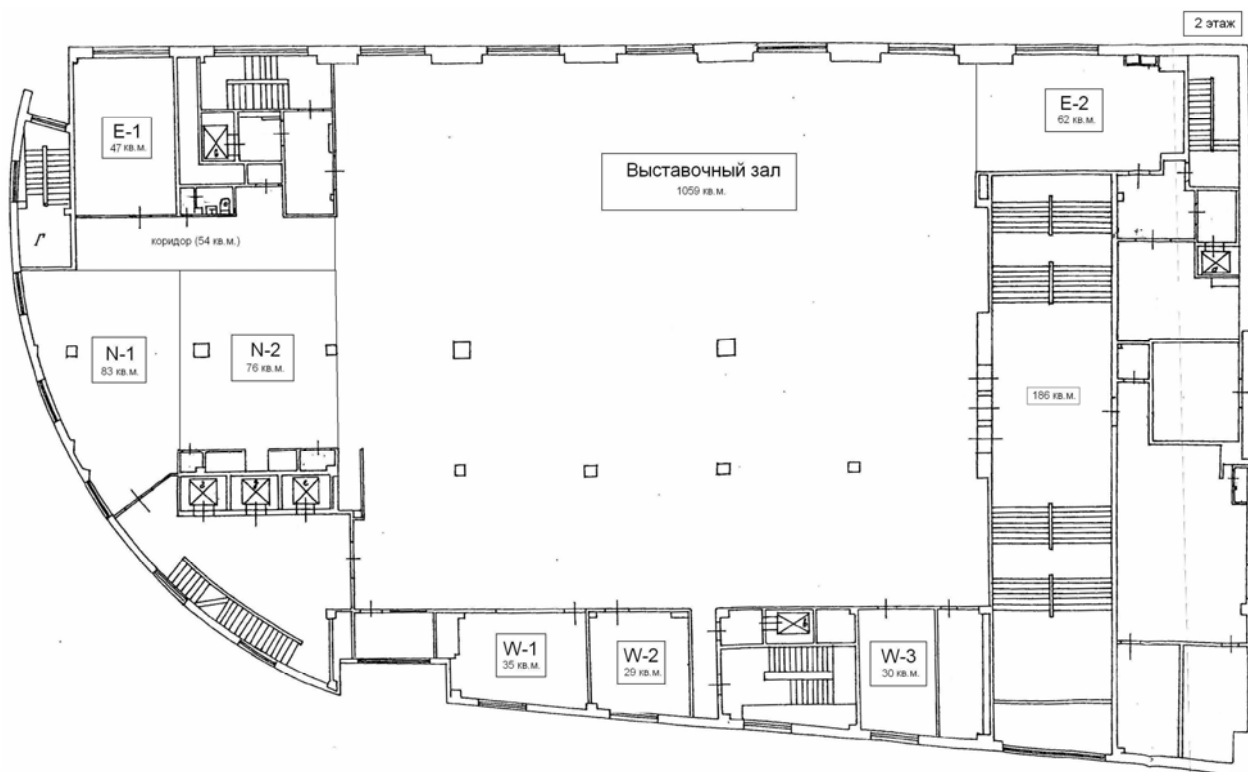 2 этаж
E-1
47 кв.м.
E-2
62 кв.м.
Выставочный зал
1059 кв.м.
коридор (54 кв.м.)
Г
N-1
83 кв.м.
N-2
76 кв.м.
186 кв.м.
W-1
35 кв.м.
W-2
29 кв.м.
W-3
30 кв.м.